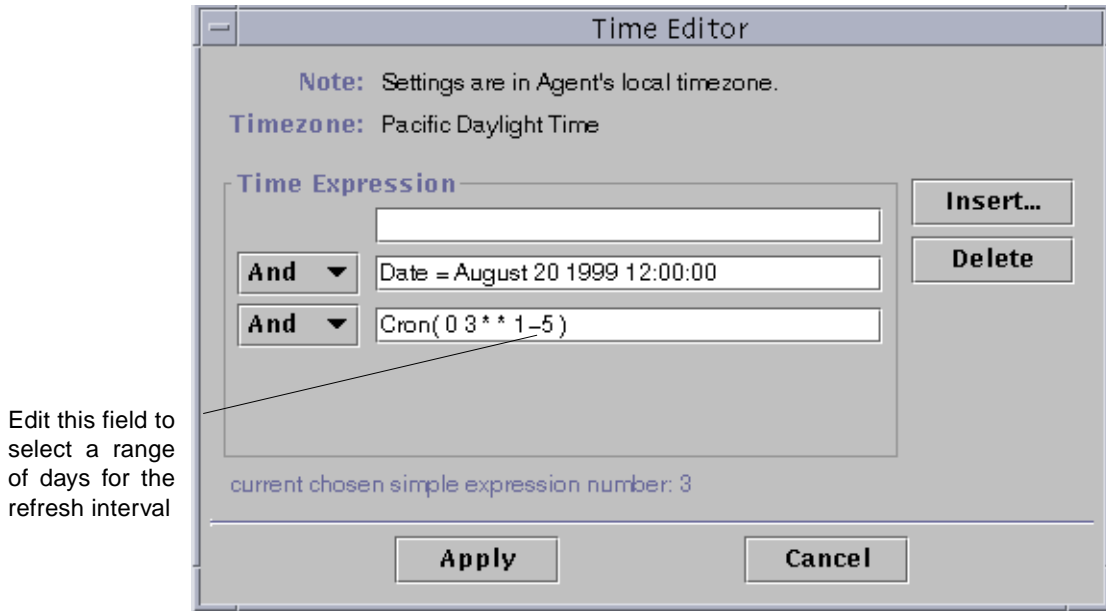 Time Editor
Note: Settings are in Agent's local timezone.
Timezone: Pacific Daylight Time
Time Expression
Insert...
And Date = August 20 1999 12:00:00
Delete
And Cron( 0 3 * * 1–5 )
Edit this field to
select a range
of days for the
refresh interval
current chosen simple expression number: 3
Apply Cancel